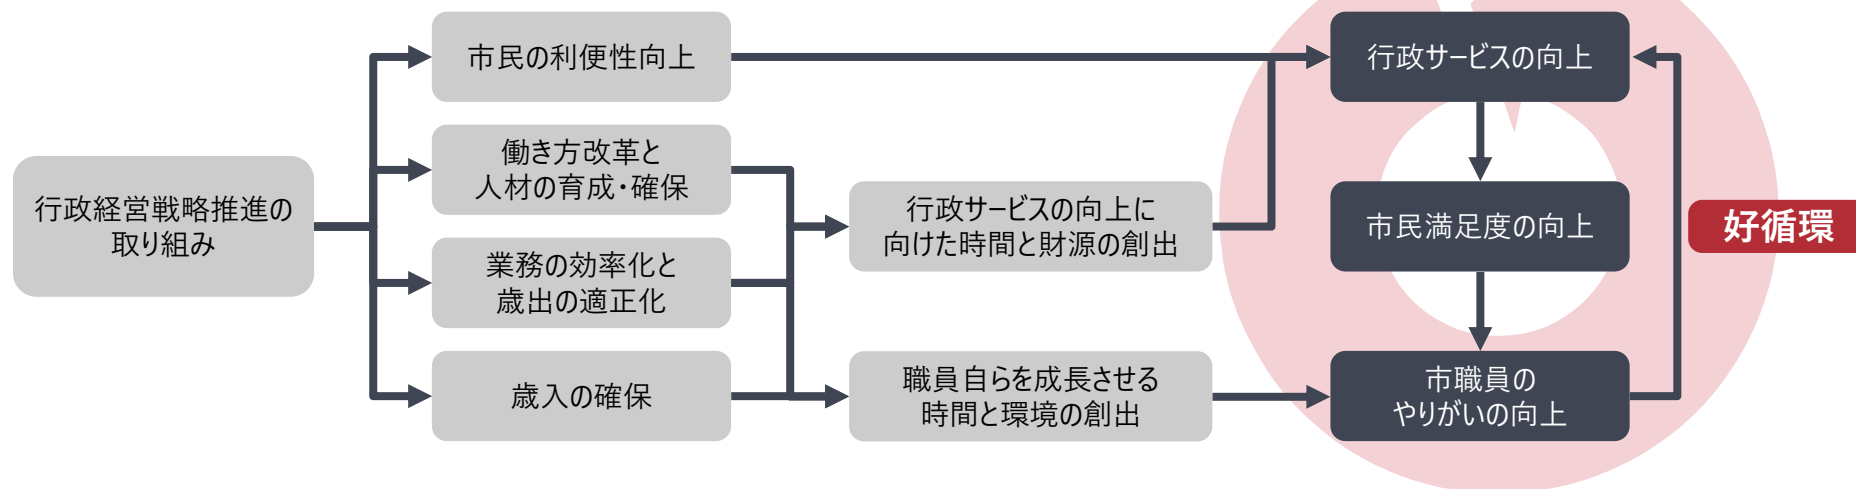 行政経営戦略推進の
取り組み
市民の利便性向上
働き方改革と
人材の育成・確保
業務の効率化と
歳出の適正化
歳入の確保
行政サービスの向上に
向けた時間と財源の創出
職員自らを成長させる
時間と環境の創出
行政サービスの向上
市民満足度の向上
市職員の
やりがいの向上
好循環